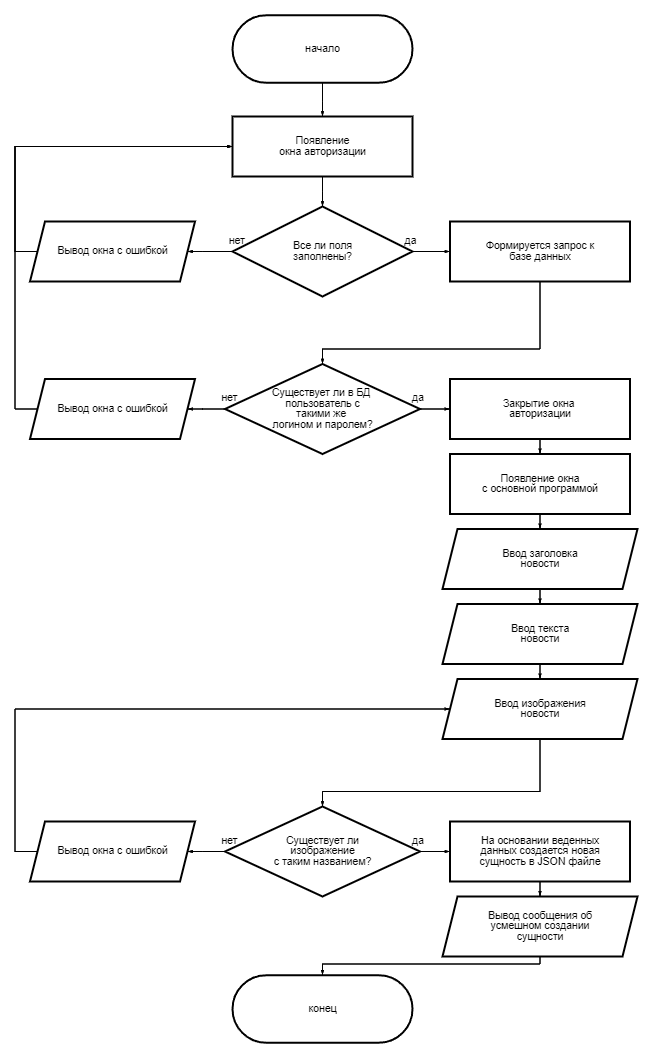 начало
Появление
окна авторизации
Вывод окна с ошибкой
нет
Все ли поля
заполнены?
да
Формируется запрос к
базе данных
Вывод окна с ошибкой
нет
Существует ли в БД
пользователь с
такими же
логином и паролем?
да
Закрытие окна
авторизации
Появление окна
с основной программой
Ввод заголовка
новости
Ввод текста
новости
Ввод изображения
новости
Вывод окна с ошибкой
нет
Существует ли
изображение
с таким названием?
да
На основании веденных
данных создается новая
сущность в JSON файле
Вывод сообщения об
усмешном создании
сущности
конец